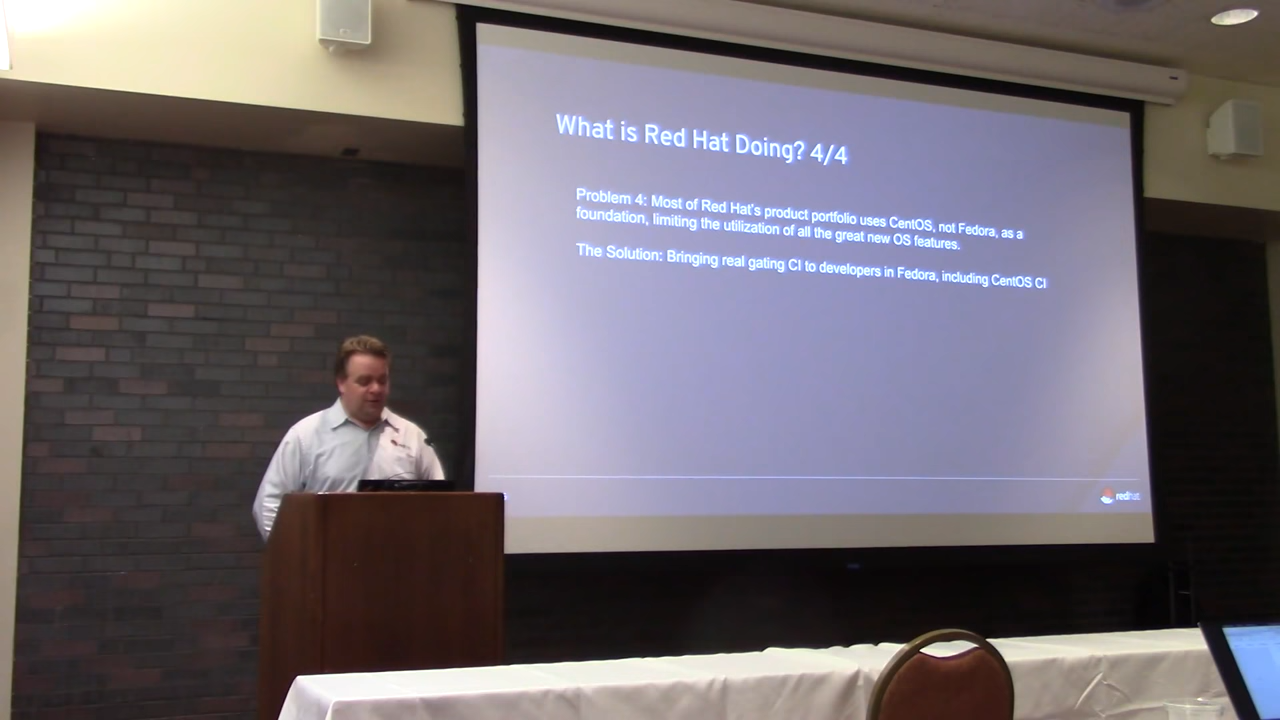 What is Red Hat Doing? 4/4
Problem 4: Most of Red Hat's product portfolio uses CentOS, not Fedora, as a
foundation, limiting the utilization of all the great new OS features.
The Solution: Bringing real gating CI to developers in Fedora, including CentOS CI
redhat